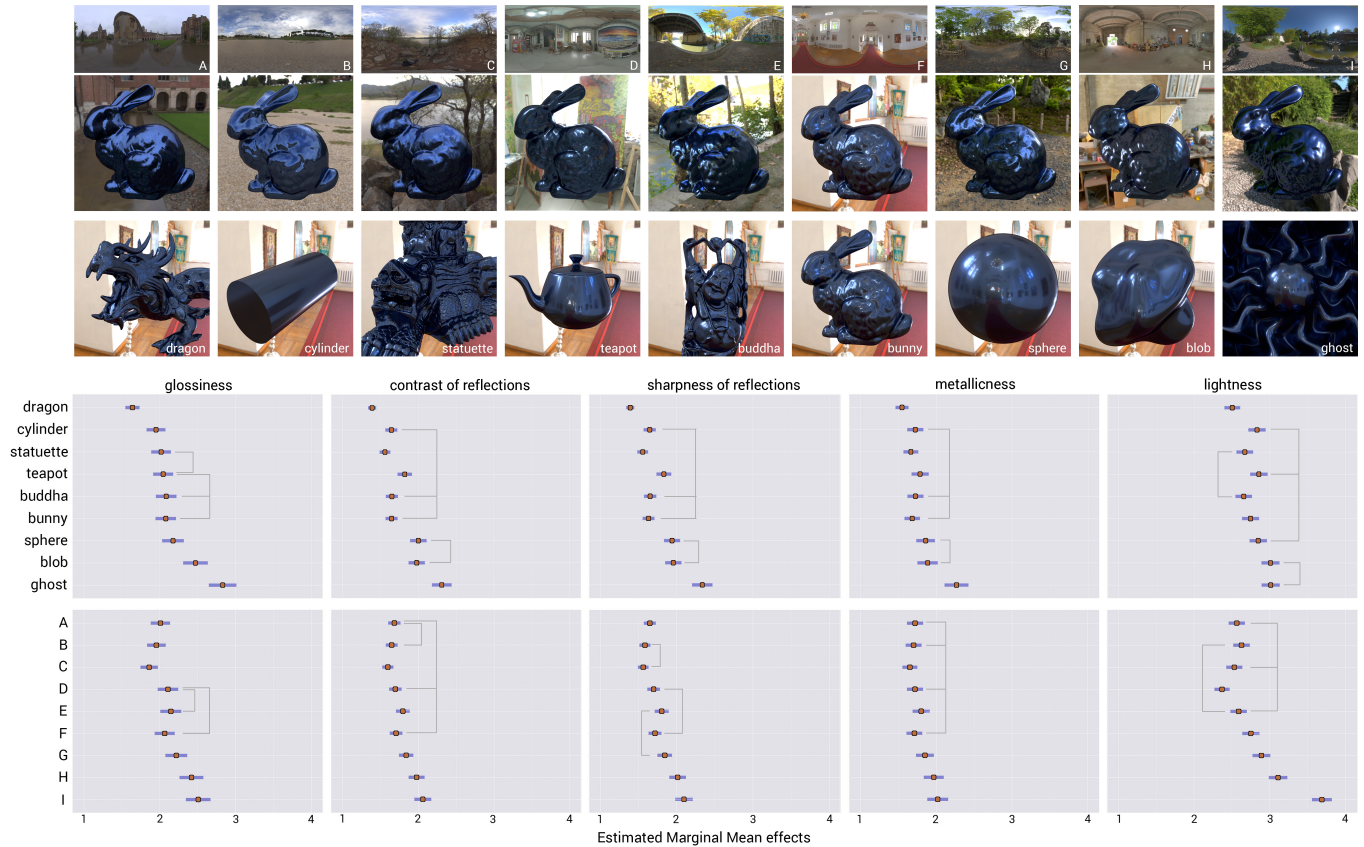 A B C D E F G H I
dragon cylinder statuette teapot buddha bunny sphere blob ghost
glossiness contrast of reflections sharpness of reflections metallicness lightness
dragon
cylinder
statuette
teapot
buddha
bunny
sphere
blob
ghost
A
B
C
D
E
F
G
H
I
1 2 3 4 1 2 3 4 1 2 3 4 1 2 3 4 1 2 3 4
Estimated Marginal Mean effects